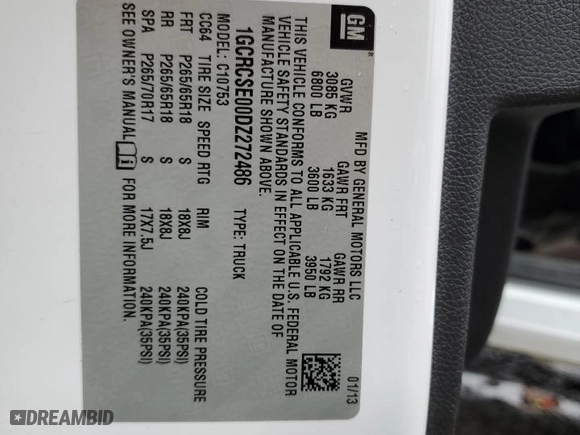 GM
MFD BY GENERAL MOTORS LLC
01/13
GVWR GAWR FRT GAWR RR
3085 KG 1633 KG 1792 KG
6800 LB 3600 LB 3950 LB
THIS VEHICLE CONFORMS TO ALL APPLICABLE U.S. FEDERAL MOTOR
VEHICLE SAFETY STANDARDS IN EFFECT ON THE DATE OF
MANUFACTURE SHOWN ABOVE.
1GCRCSE00DZ272486 TYPE: TRUCK
MODEL: C10753
CC64 TIRE SIZE SPEED RTG RIM COLD TIRE PRESSURE
FRT P265/65R18 S 18X8J 240KPA(35PSI)
RR P265/65R18 S 18X8J 240KPA(35PSI)
SPA P265/70R17 S 17X7.5J 240KPA(35PSI)
SEE OWNER'S MANUAL i FOR MORE INFORMATION.
DREAMBID